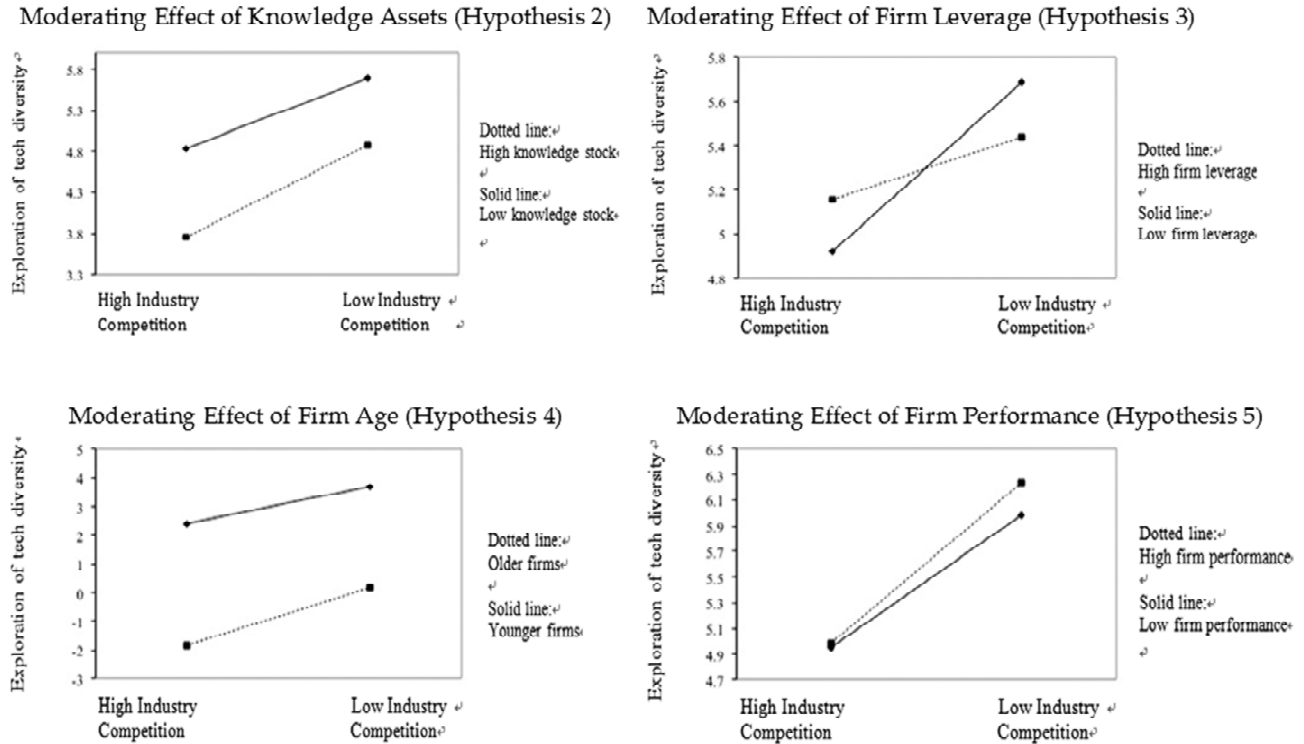 Moderating Effect of Knowledge Assets (Hypothesis 2)
Exploration of tech diversity
5.8
5.3
4.8
4.3
3.8
3.3
High Industry
Competition
Low Industry
Competition
Dotted line:
High knowledge stock
Solid line:
Low knowledge stock
Moderating Effect of Firm Leverage (Hypothesis 3)
Exploration of tech diversity
5.8
5.6
5.4
5.2
5
4.8
High Industry
Competition
Low Industry
Competition
Dotted line:
High firm leverage
Solid line:
Low firm leverage
Moderating Effect of Firm Age (Hypothesis 4)
Exploration of tech diversity
5
4
3
2
1
0
-1
-2
-3
High Industry
Competition
Low Industry
Competition
Dotted line:
Older firms
Solid line:
Younger firms
Moderating Effect of Firm Performance (Hypothesis 5)
Exploration of tech diversity
6.5
6.3
6.1
5.9
5.7
5.5
5.3
5.1
4.9
4.7
High Industry
Competition
Low Industry
Competition
Dotted line:
High firm performance
Solid line:
Low firm performance